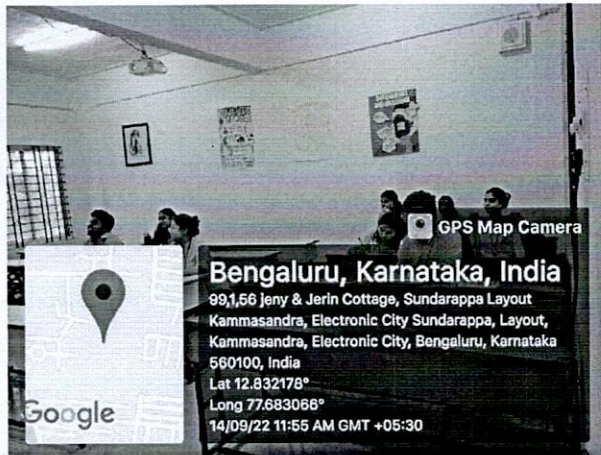 GPS Map Camera
Bengaluru, Karnataka, India
99,1,56 jeny & Jerin Cottage, Sundarappa Layout
Kammasandra, Electronic City Sundarappa, Layout,
Kammasandra, Electronic City, Bengaluru, Karnataka
560100, India
Lat 12.832178°
Long 77.683066°
14/09/22 11:55 AM GMT +05:30
Google